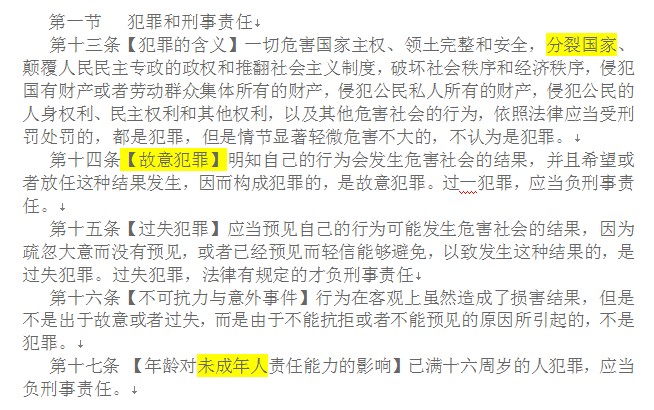 第一节 犯罪和刑事责任↓
第十三条【犯罪的含义】一切危害国家主权、领土完整和安全，分裂国家、
颠覆人民民主专政的政权和推翻社会主义制度，破坏社会秩序和经济秩序，侵犯
国有财产或者劳动群众集体所有的财产，侵犯公民私人所有的财产，侵犯公民的
人身权利、民主权利和其他权利，以及其他危害社会的行为，依照法律应当受刑
罚处罚的，都是犯罪，但是情节显著轻微危害不大的，不认为是犯罪。↓
第十四条【故意犯罪】明知自己的行为会发生危害社会的结果，并且希望或
者放任这种结果发生，因而构成犯罪的，是故意犯罪。过一犯罪，应当负刑事责
任。↓
第十五条【过失犯罪】应当预见自己的行为可能发生危害社会的结果，因为
疏忽大意而没有预见，或者已经预见而轻信能够避免，以致发生这种结果的，是
过失犯罪。过失犯罪，法律有规定的才负刑事责任↓
第十六条【不可抗力与意外事件】行为在客观上虽然造成了损害结果，但是
不是出于故意或者过失，而是由于不能抗拒或者不能预见的原因所引起的，不是
犯罪。↓
第十七条 【年龄对未成年人责任能力的影响】已满十六周岁的人犯罪，应当
负刑事责任。↓